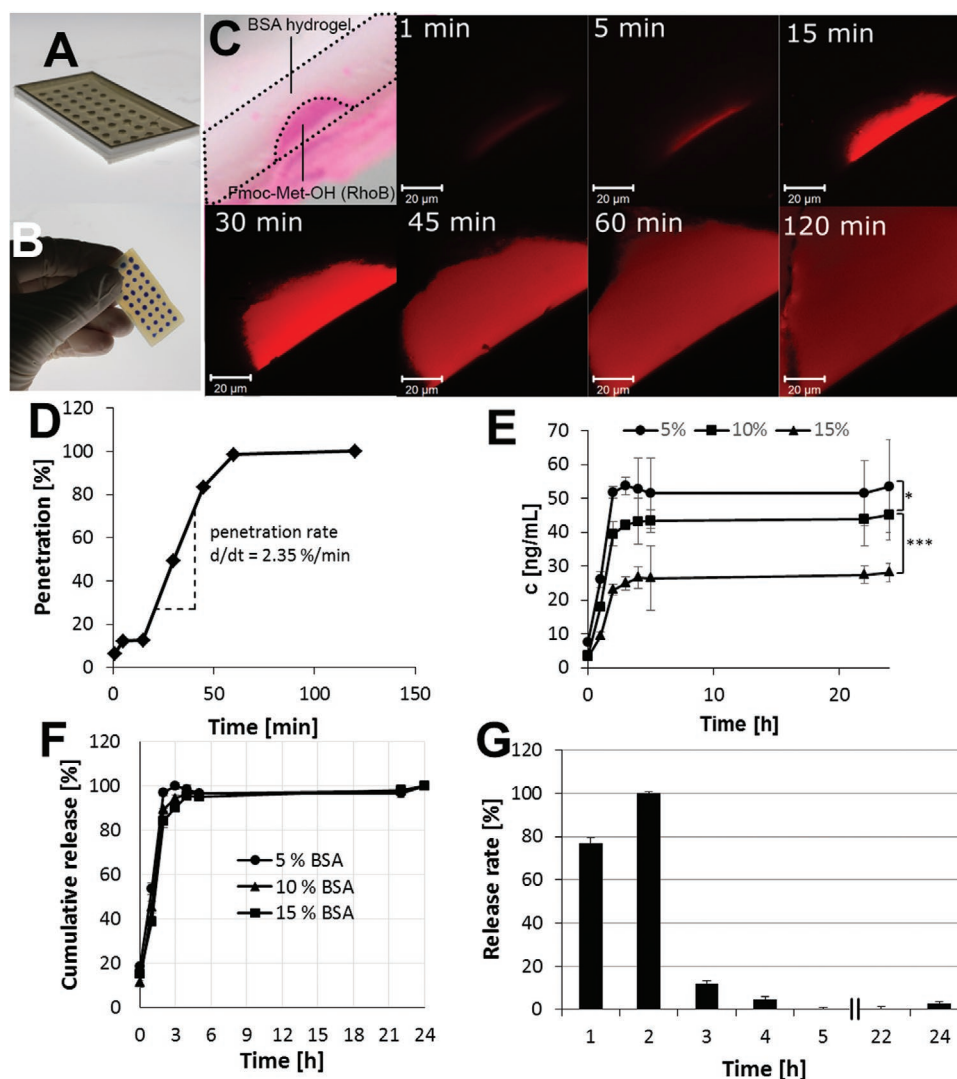 A
B
C
BSA hydrogel
Fmoc-Met-OH (RhoB)
1 min
20 µm
5 min
20 µm
15 min
20 µm
30 min
20 µm
45 min
20 µm
60 min
20 µm
120 min
20 µm
D
120
100
80
60
40
20
0
Penetration [%]
penetration rate
d/dt = 2.35 %/min
0
50
100
150
Time [min]
E
5%
10%
15%
70
60
50
40
30
20
10
0
c [ng/mL]
*
***
0
10
20
Time [h]
F
120
100
80
60
40
20
0
Cumulative release [%]
5 % BSA
10 % BSA
15 % BSA
0 3 6 9 12 15 18 21 24
Time [h]
G
120
100
80
60
40
20
0
Release rate [%]
1 2 3 4 5 22 24
Time [h]